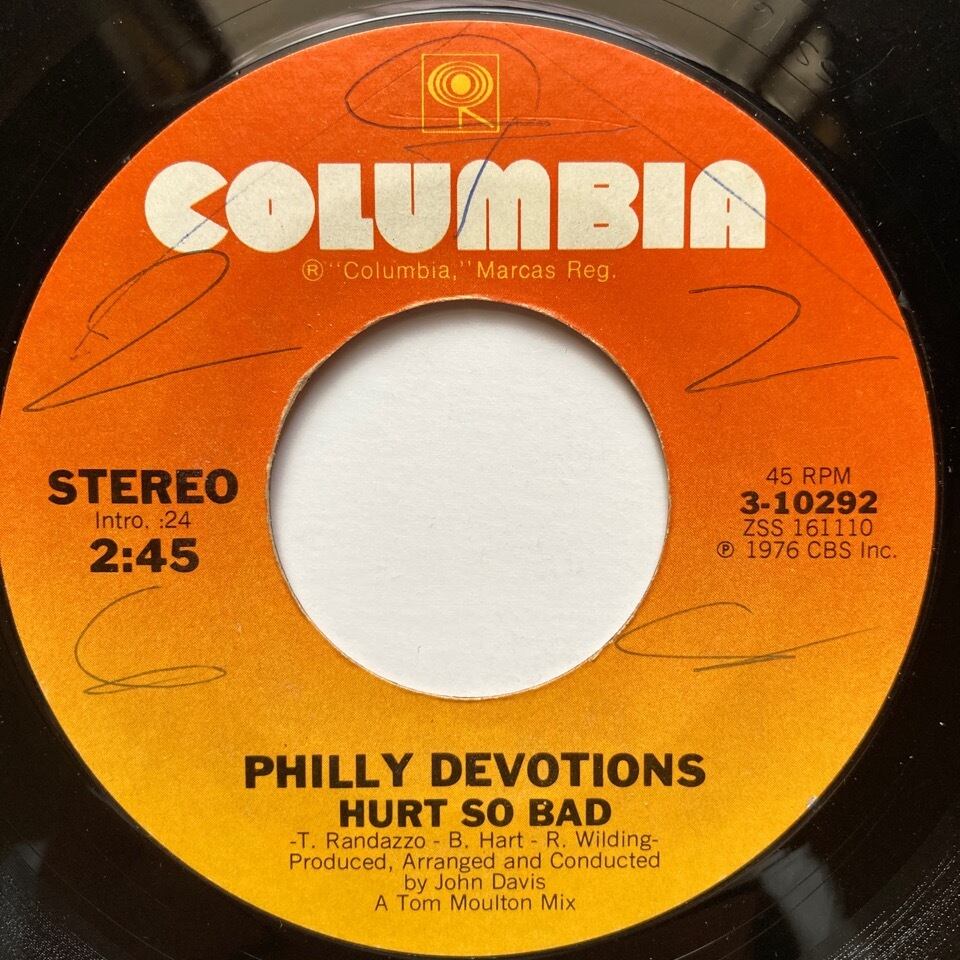 COLUMBIA
® "Columbia," Marcas Reg.
STEREO
Intro. :24
2:45
45 RPM
3-10292
ZSS 161110
℗ 1976 CBS Inc.
PHILLY DEVOTIONS
HURT SO BAD
-T. Randazzo - B. Hart - R. Wilding-
Produced, Arranged and Conducted
by John Davis
A Tom Moulton Mix